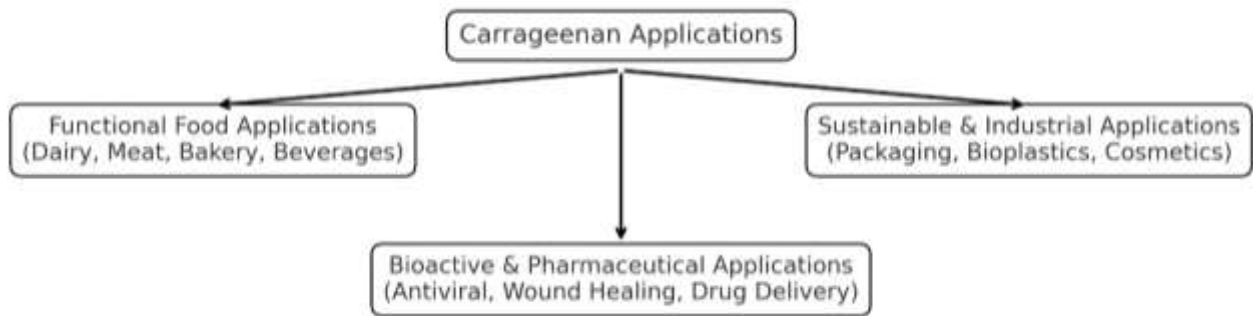 Carrageenan Applications
Functional Food Applications
(Dairy, Meat, Bakery, Beverages)
Sustainable & Industrial Applications
(Packaging, Bioplastics, Cosmetics)
Bioactive & Pharmaceutical Applications
(Antiviral, Wound Healing, Drug Delivery)